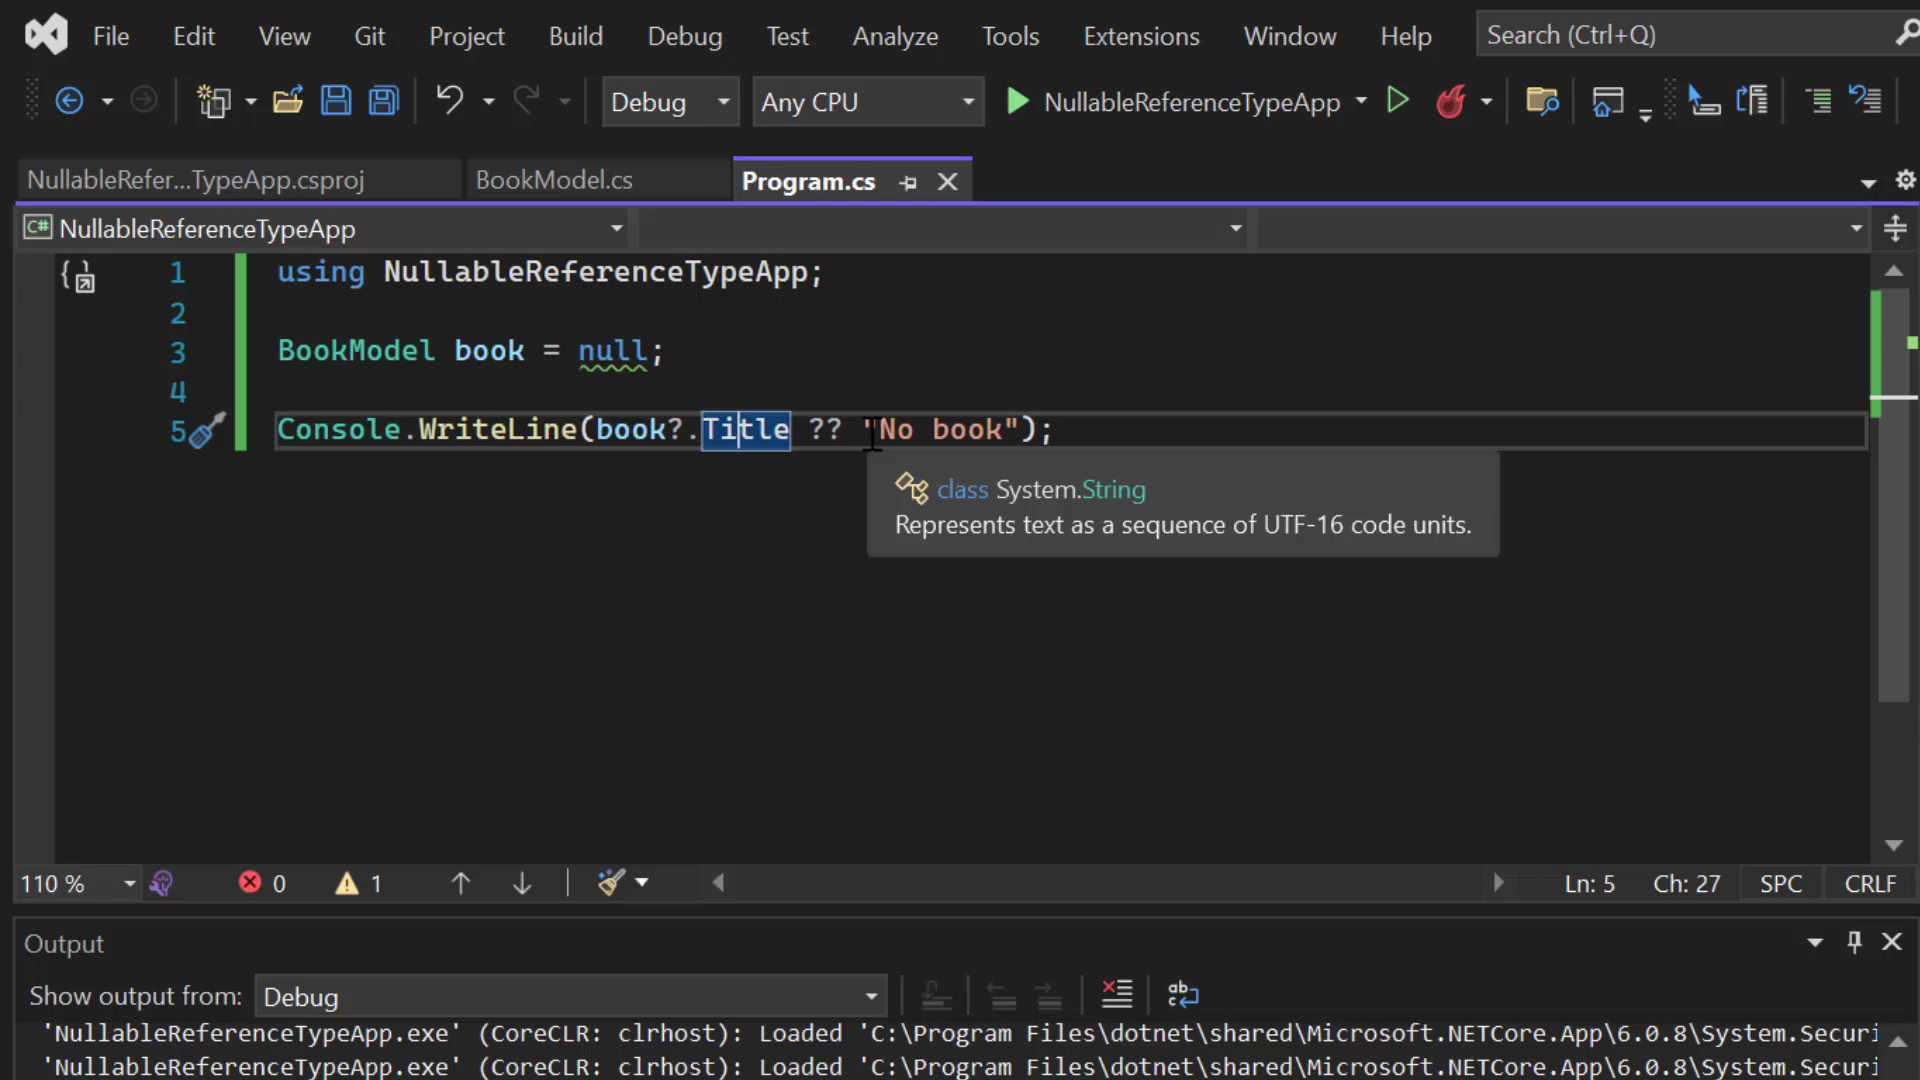 File Edit View Git Project Build Debug Test Analyze Tools Extensions Window Help Search (Ctrl+Q)
Debug Any CPU NullableReferenceTypeApp
NullableRefer...TypeApp.csproj BookModel.cs Program.cs
C# NullableReferenceTypeApp
1 using NullableReferenceTypeApp;
2
3 BookModel book = null;
4
5 Console.WriteLine(book?.Title ?? "No book");
class System.String
Represents text as a sequence of UTF-16 code units.
110 % 0 1 Ln: 5 Ch: 27 SPC CRLF
Output
Show output from: Debug
'NullableReferenceTypeApp.exe' (CoreCLR: clrhost): Loaded 'C:\Program Files\dotnet\shared\Microsoft.NETCore.App\6.0.8\System.Securi
'NullableReferenceTypeApp.exe' (CoreCLR: clrhost): Loaded 'C:\Program Files\dotnet\shared\Microsoft.NETCore.App\6.0.8\System.Securi